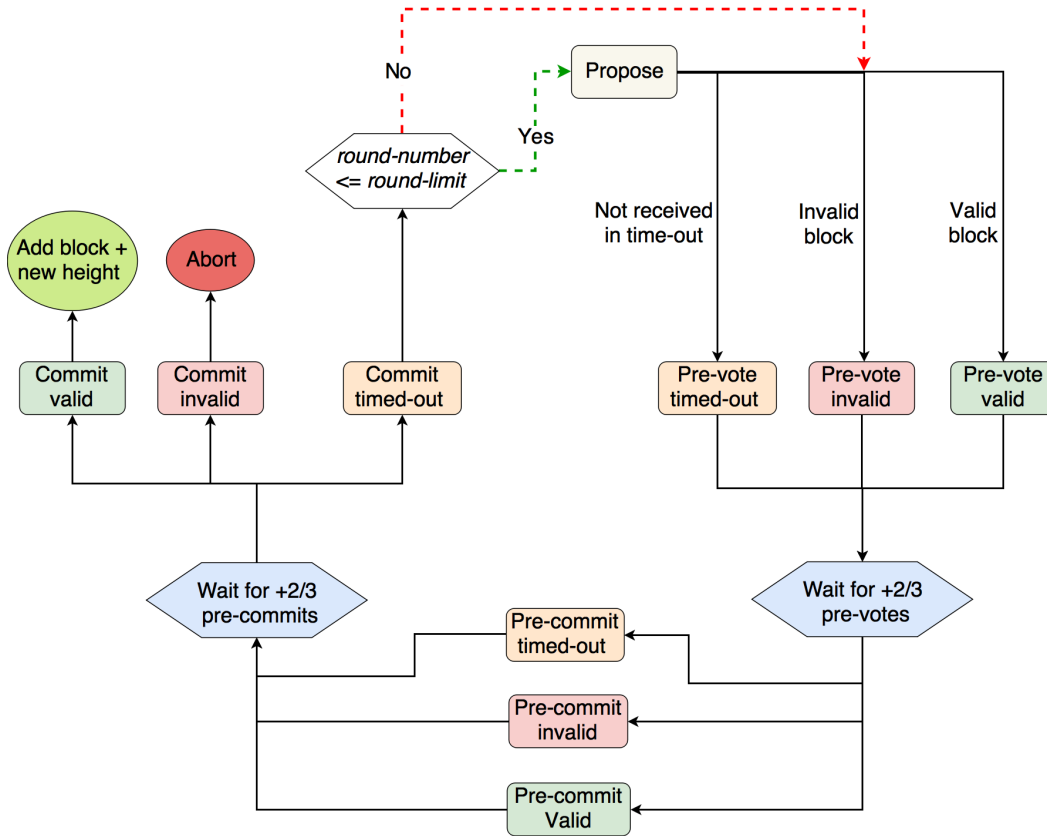 No
Propose
Yes
round-number
<= round-limit
Not received
in time-out
Invalid
block
Valid
block
Add block +
new height
Abort
Commit
valid
Commit
invalid
Commit
timed-out
Pre-vote
timed-out
Pre-vote
invalid
Pre-vote
valid
Wait for +2/3
pre-commits
Wait for +2/3
pre-votes
Pre-commit
timed-out
Pre-commit
invalid
Pre-commit
Valid